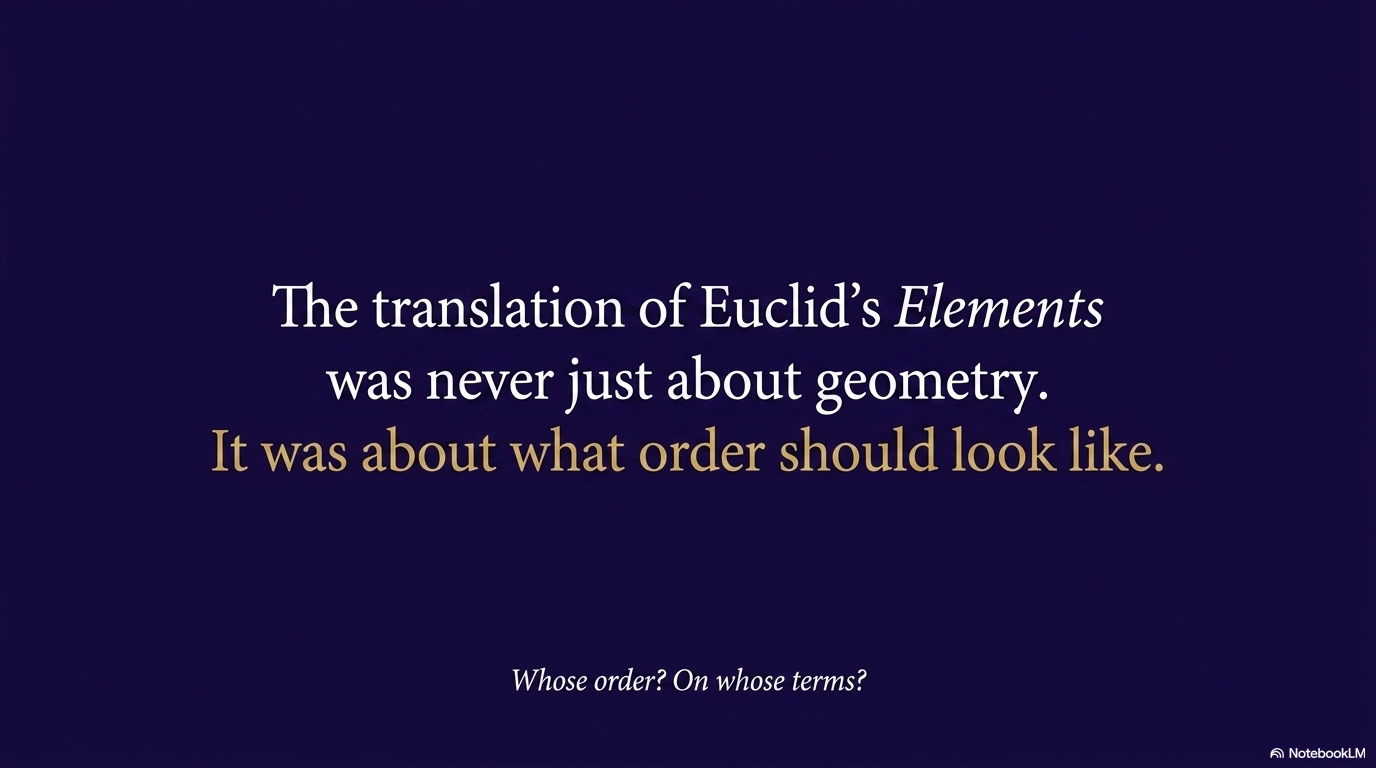 The translation of Euclid’s Elements
was never just about geometry.
It was about what order should look like.
Whose order? On whose terms?
NotebookLM